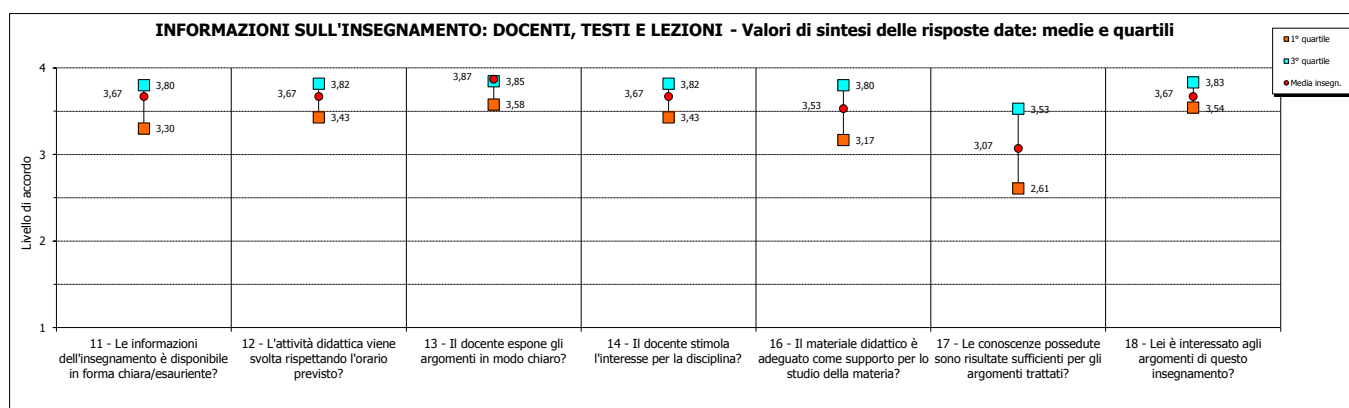 INFORMAZIONI SULL'INSEGNAMENTO: DOCENTI, TESTI E LEZIONI - Valori di sintesi delle risposte date: medie e quartili
1° quartile
3° quartile
Media insegn.
Livello di accordo
4
3
2
1
3,67
3,80
3,30
3,67
3,82
3,43
3,87
3,85
3,58
3,67
3,82
3,43
3,53
3,80
3,17
3,07
3,53
2,61
3,67
3,83
3,54
11 - Le informazioni
dell'insegnamento è disponibile
in forma chiara/esauriente?
12 - L'attività didattica viene
svolta rispettando l'orario
previsto?
13 - Il docente espone gli
argomenti in modo chiaro?
14 - Il docente stimola
l'interesse per la disciplina?
16 - Il materiale didattico è
adeguato come supporto per lo
studio della materia?
17 - Le conoscenze possedute
sono risultate sufficienti per gli
argomenti trattati?
18 - Lei è interessato agli
argomenti di questo
insegnamento?